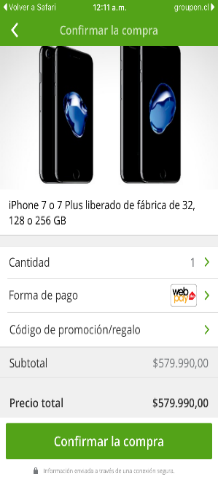 Volver a Safari 12:11 a.m. groupon.cl
Confirmar la compra
iPhone 7 o 7 Plus liberado de fábrica de 32,
128 o 256 GB
Cantidad 1
Forma de pago web pay
Código de promoción/regalo
Subtotal $579.990,00
Precio total $579.990,00
Confirmar la compra
Información enviada a través de una conexión segura.